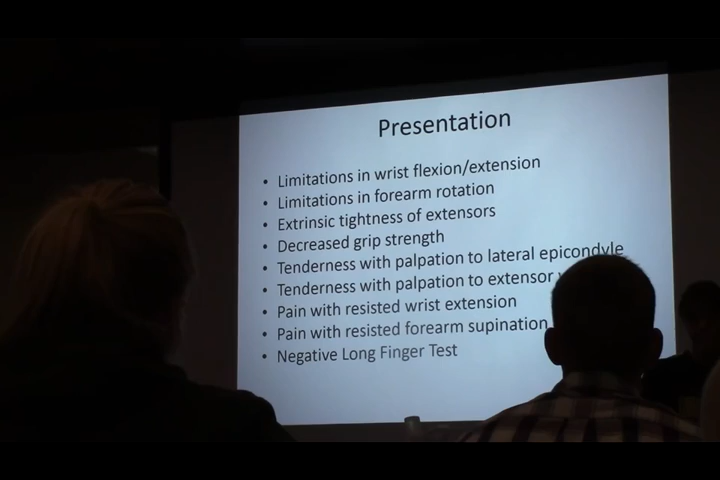 Presentation
• Limitations in wrist flexion/extension
• Limitations in forearm rotation
• Extrinsic tightness of extensors
• Decreased grip strength
• Tenderness with palpation to lateral epicondyle
• Tenderness with palpation to extensor
• Pain with resisted wrist extension
• Pain with resisted forearm supination
• Negative Long Finger Test